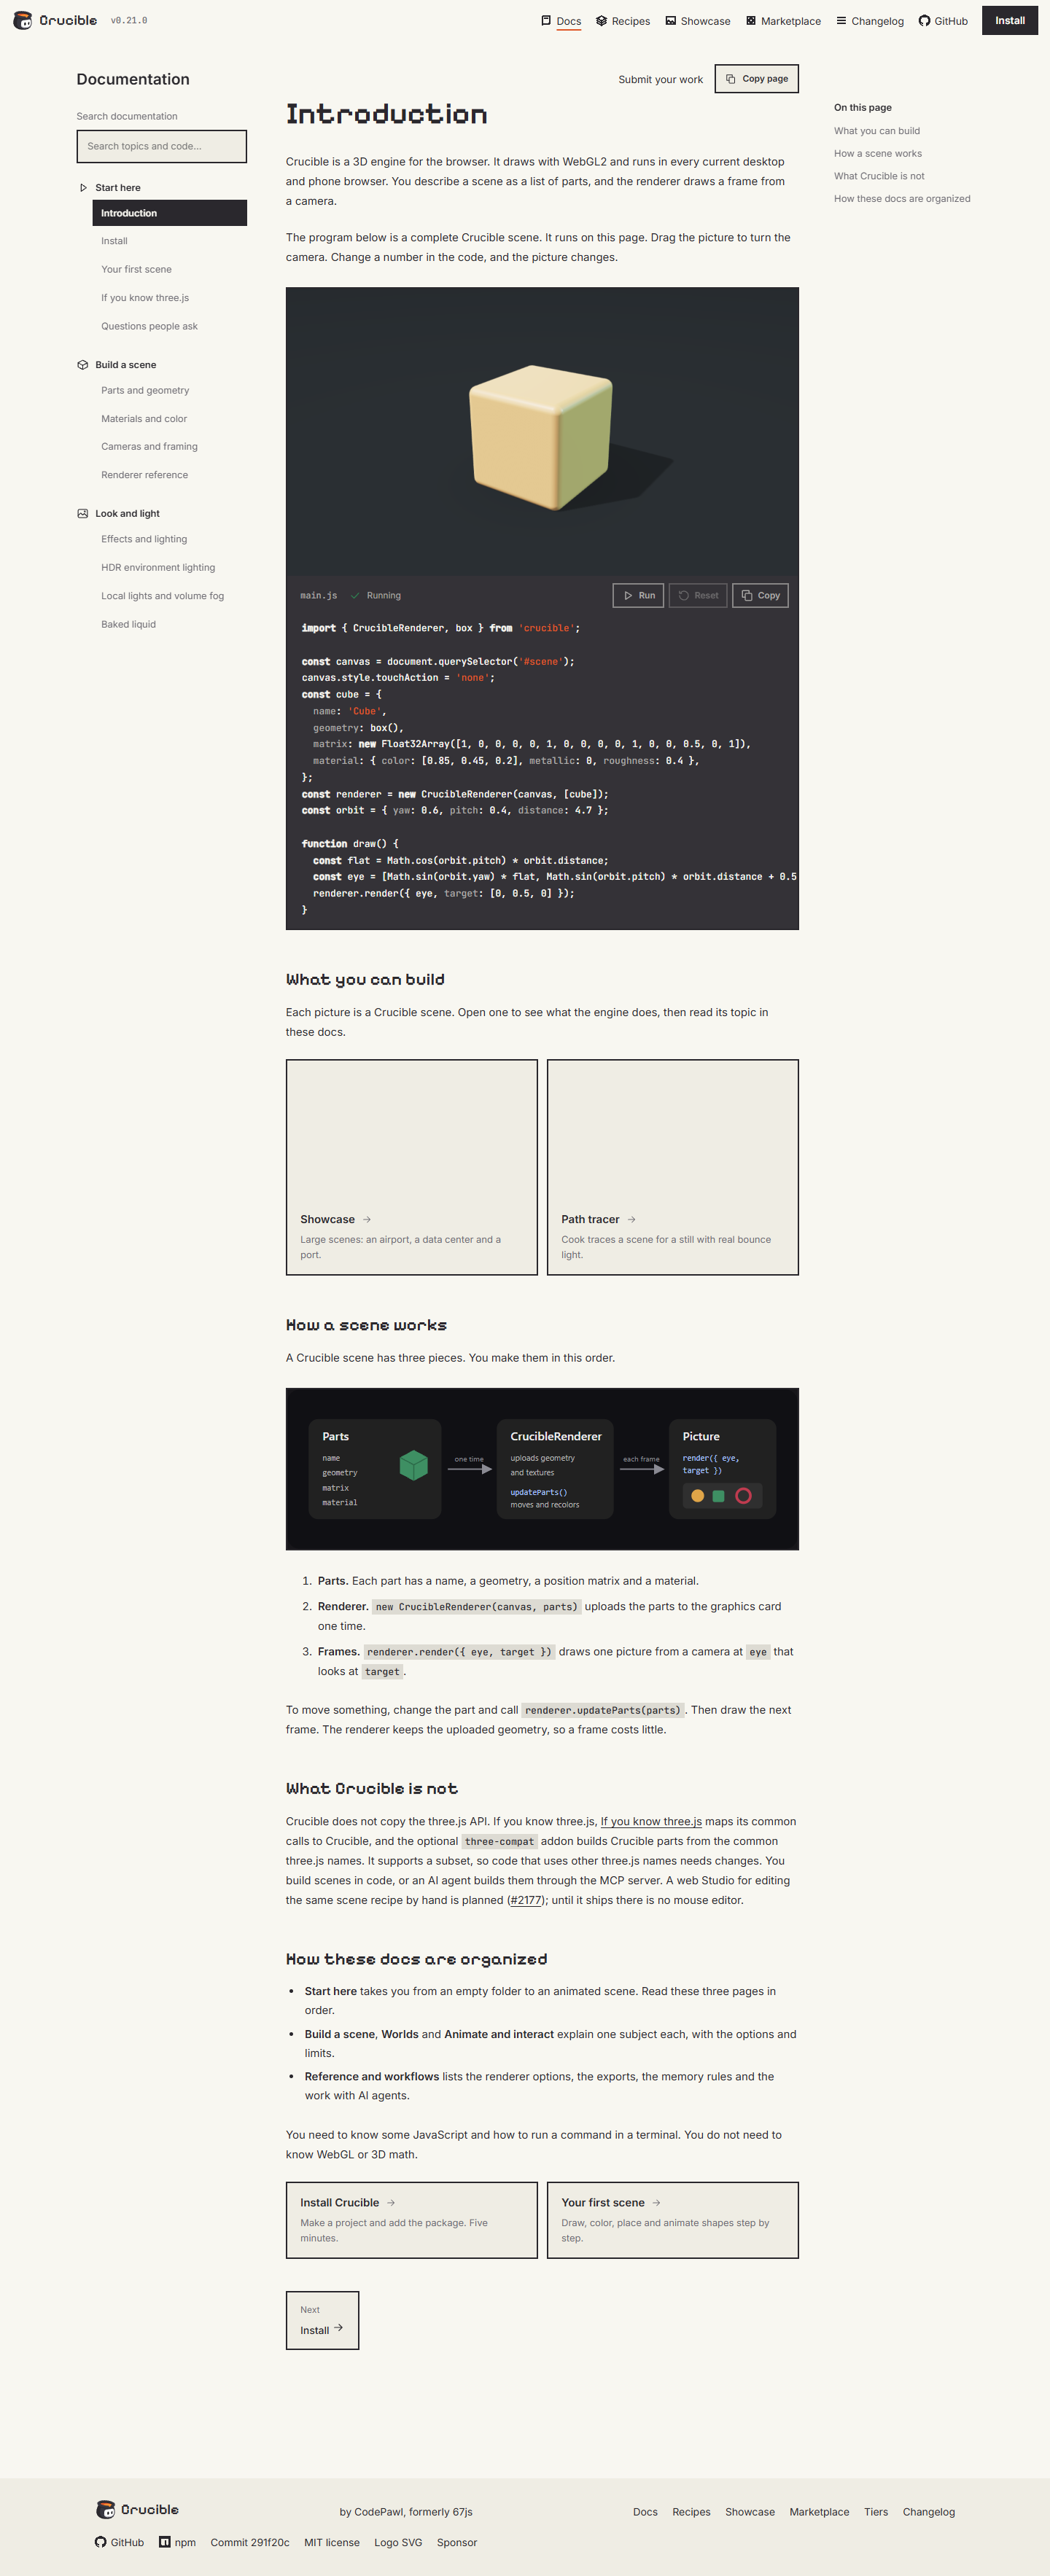 Crucible v0.21.0 Docs Recipes Showcase Marketplace Changelog GitHub Install
Documentation
Search documentation
Search topics and code...
Start here
Introduction
Install
Your first scene
If you know three.js
Questions people ask
Build a scene
Parts and geometry
Materials and color
Cameras and framing
Renderer reference
Look and light
Effects and lighting
HDR environment lighting
Local lights and volume fog
Baked liquid
Submit your work Copy page
Introduction
Crucible is a 3D engine for the browser. It draws with WebGL2 and runs in every current desktop
and phone browser. You describe a scene as a list of parts, and the renderer draws a frame from
a camera.
The program below is a complete Crucible scene. It runs on this page. Drag the picture to turn the
camera. Change a number in the code, and the picture changes.
main.js Running Run Reset Copy
import { CrucibleRenderer, box } from 'crucible';
const canvas = document.querySelector('#scene');
canvas.style.touchAction = 'none';
const cube = {
name: 'Cube',
geometry: box(),
matrix: new Float32Array([1, 0, 0, 0, 0, 1, 0, 0, 0, 0, 1, 0, 0, 0.5, 0, 1]),
material: { color: [0.85, 0.45, 0.2], metallic: 0, roughness: 0.4 },
};
const renderer = new CrucibleRenderer(canvas, [cube]);
const orbit = { yaw: 0.6, pitch: 0.4, distance: 4.7 };
function draw() {
const flat = Math.cos(orbit.pitch) * orbit.distance;
const eye = [Math.sin(orbit.yaw) * flat, Math.sin(orbit.pitch) * orbit.distance + 0.5
renderer.render({ eye, target: [0, 0.5, 0] });
}
What you can build
Each picture is a Crucible scene. Open one to see what the engine does, then read its topic in
these docs.
Showcase →
Large scenes: an airport, a data center and a
port.
Path tracer →
Cook traces a scene for a still with real bounce
light.
How a scene works
A Crucible scene has three pieces. You make them in this order.
Parts
name
geometry
matrix
material
one time
CrucibleRenderer
uploads geometry
and textures
updateParts()
moves and recolors
each frame
Picture
render({ eye,
target })
1. Parts. Each part has a name, a geometry, a position matrix and a material.
2. Renderer. new CrucibleRenderer(canvas, parts) uploads the parts to the graphics card
one time.
3. Frames. renderer.render({ eye, target }) draws one picture from a camera at eye that
looks at target.
To move something, change the part and call renderer.updateParts(parts). Then draw the next
frame. The renderer keeps the uploaded geometry, so a frame costs little.
What Crucible is not
Crucible does not copy the three.js API. If you know three.js, If you know three.js maps its common
calls to Crucible, and the optional three-compat addon builds Crucible parts from the common
three.js names. It supports a subset, so code that uses other three.js names needs changes. You
build scenes in code, or an AI agent builds them through the MCP server. A web Studio for editing
the same scene recipe by hand is planned (#2177); until it ships there is no mouse editor.
How these docs are organized
• Start here takes you from an empty folder to an animated scene. Read these three pages in
order.
• Build a scene, Worlds and Animate and interact explain one subject each, with the options and
limits.
• Reference and workflows lists the renderer options, the exports, the memory rules and the
work with AI agents.
You need to know some JavaScript and how to run a command in a terminal. You do not need to
know WebGL or 3D math.
Install Crucible →
Make a project and add the package. Five
minutes.
Your first scene →
Draw, color, place and animate shapes step by
step.
Next
Install →
On this page
What you can build
How a scene works
What Crucible is not
How these docs are organized
Crucible by CodePawl, formerly 67js Docs Recipes Showcase Marketplace Tiers Changelog
GitHub npm Commit 291f20c MIT license Logo SVG Sponsor